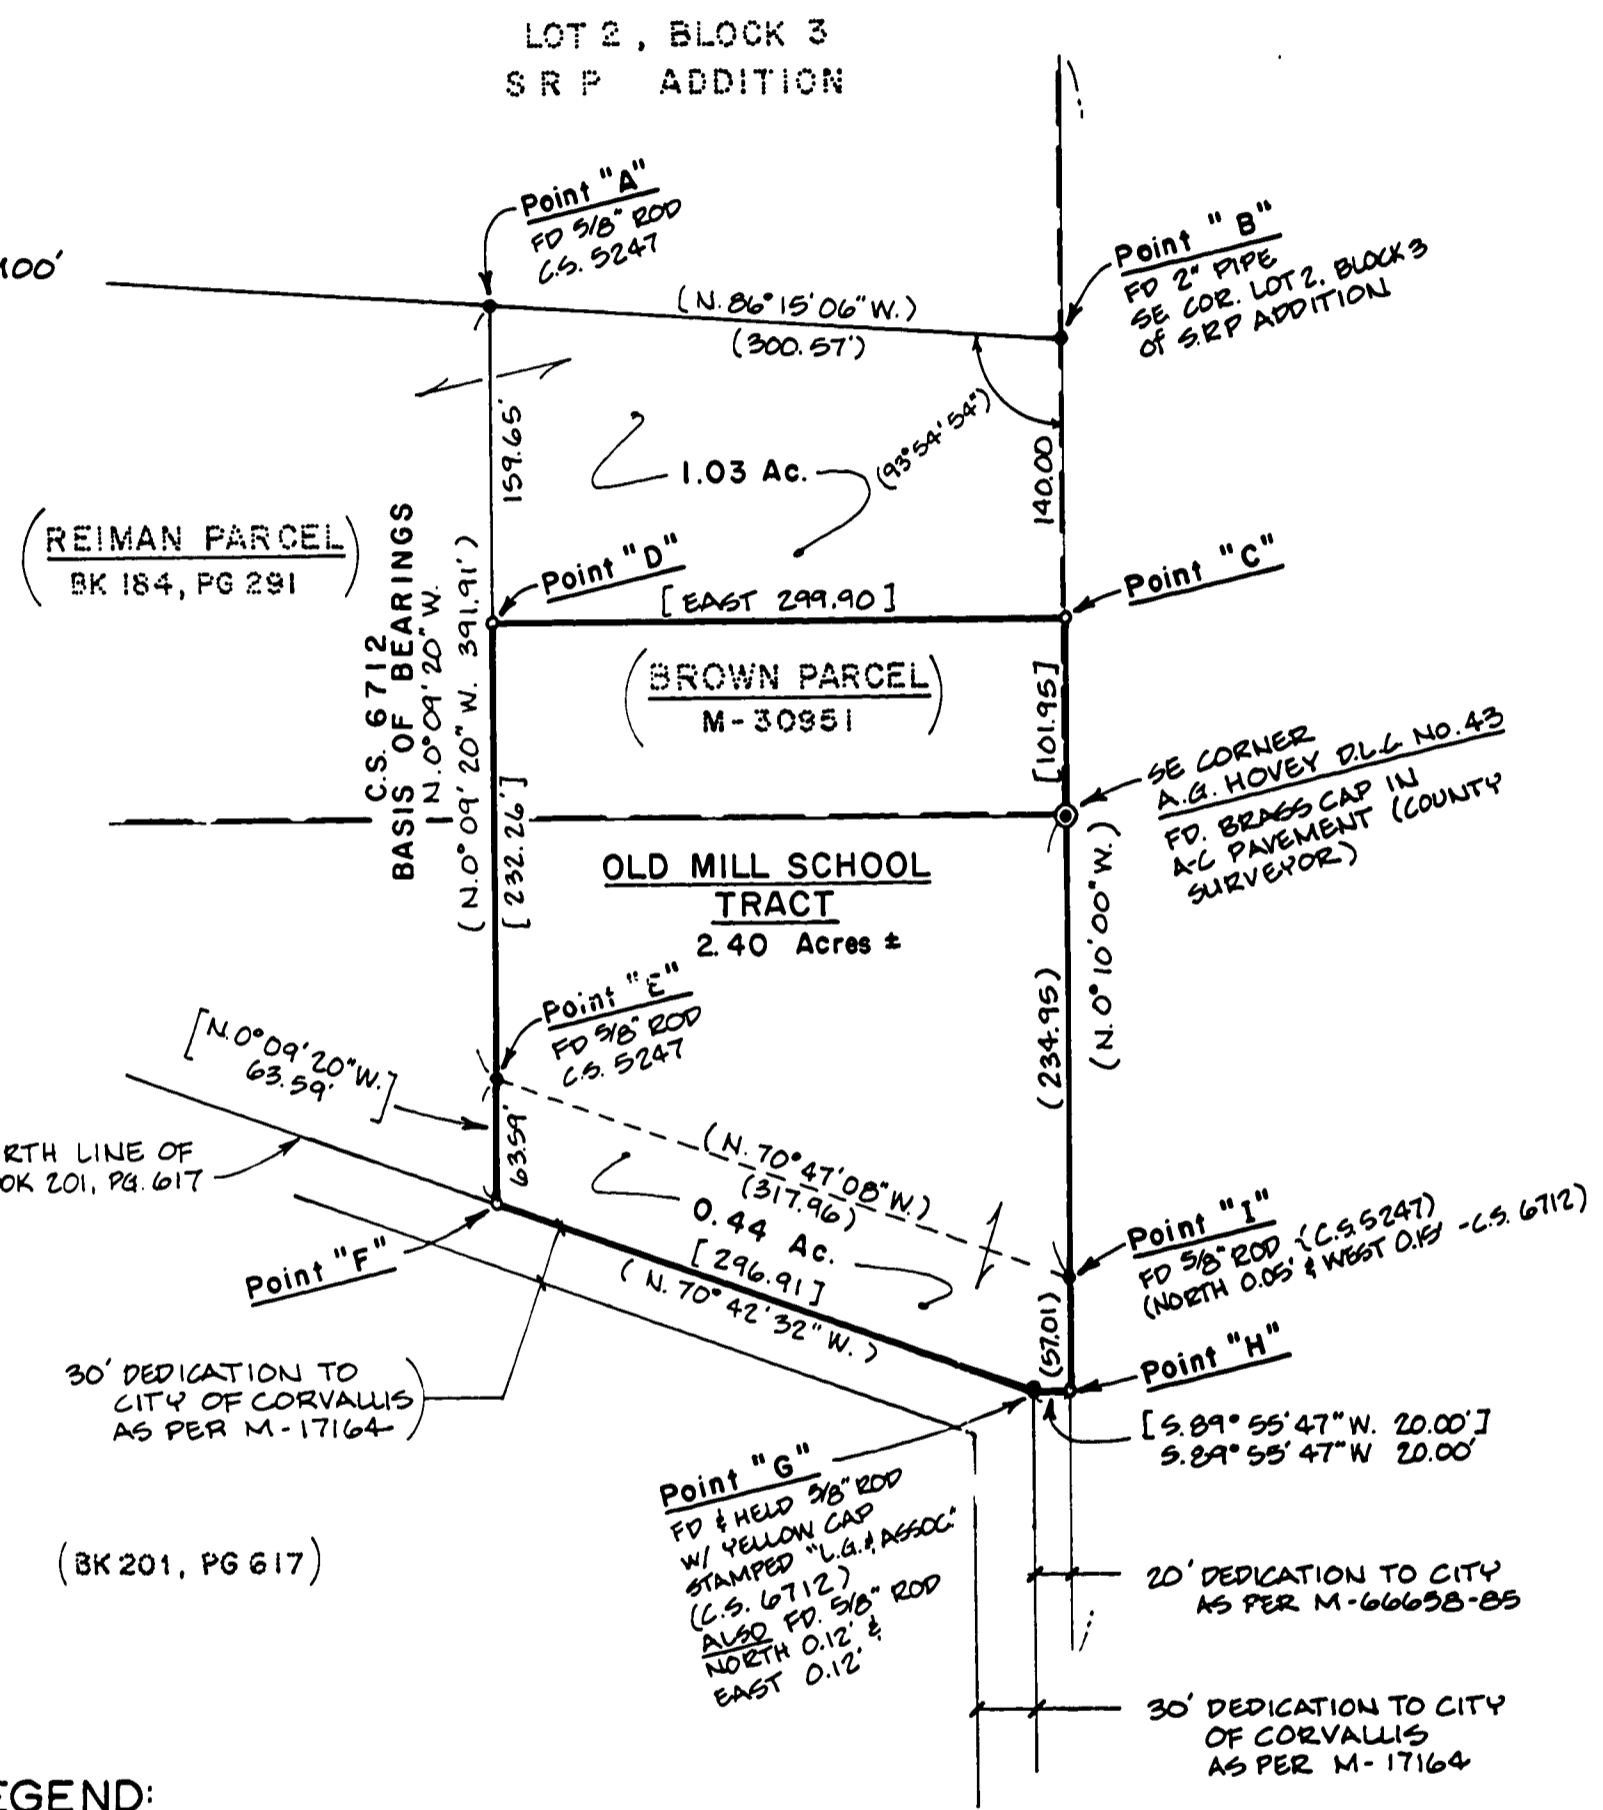 LOT 2, BLOCK 3
SRP ADDITION
Point "A"
FD 5/8" ROD
C.S. 5247
Point "B"
FD 2" PIPE
SE COR. LOT 2, BLOCK 3
of S.R.P ADDITION
100'
(N. 86° 15' 06" W.)
(300.57')
159.65'
1.03 Ac.
(93° 54' 54")
140.00
(REIMAN PARCEL)
BK 184, PG 291
Point "D"
[EAST 299.90]
Point "C"
C.S. 6712
BASIS OF BEARINGS
N. 0° 09' 20" W.
(N. 0° 09' 20" W. 391.91')
[232.26']
(BROWN PARCEL)
M-30951
[101.95]
SE CORNER
A.G. HOVEY D.L.C. NO. 43
FD. BRASS CAP IN
A-C PAVEMENT (COUNTY
SURVEYOR)
OLD MILL SCHOOL
TRACT
2.40 Acres ±
(234.95)
(N. 0° 10' 00" W.)
Point "E"
FD 5/8" ROD
C.S. 5247
[N. 0° 09' 20" W.
63.59']
63.59'
RTH LINE OF
OK 201, PG. 617
(N. 70° 47' 08" W.)
(317.96)
0.44 Ac.
[296.91]
(N. 70° 42' 32" W.)
Point "F"
Point "I"
FD 5/8" ROD (C.S. 5247)
(NORTH 0.05' & WEST 0.15' - C.S. 6712)
(57.01)
Point "H"
[S. 89° 55' 47" W. 20.00']
S. 89° 55' 47" W 20.00'
30' DEDICATION TO
CITY OF CORVALLIS
AS PER M-17164
Point "G"
FD & HELD 5/8" ROD
W/ YELLOW CAP
STAMPED "L.G. & ASSOC."
(C.S. 6712)
ALSO FD. 5/8" ROD
NORTH 0.12' &
EAST 0.12'
(BK 201, PG 617)
20' DEDICATION TO CITY
AS PER M-66658-85
30' DEDICATION TO CITY
OF CORVALLIS
AS PER M-17164
EGEND: